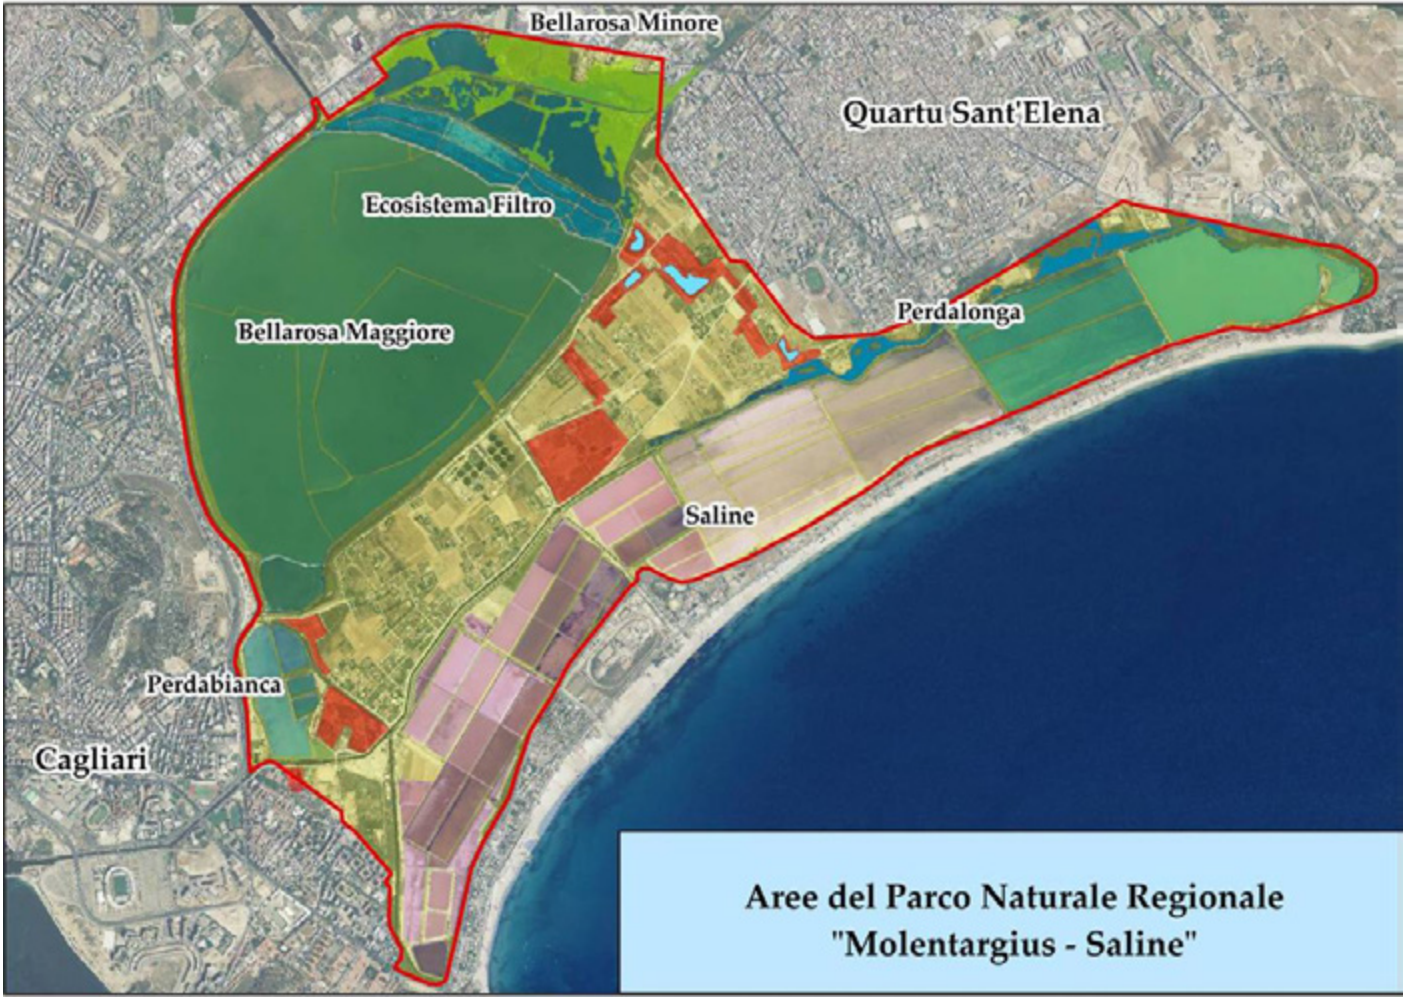 Bellarosa Minore
Quartu Sant'Elena
Ecosistema Filtro
Perdalonga
Bellarosa Maggiore
Saline
Perdabianca
Cagliari
Aree del Parco Naturale Regionale
"Molentargius - Saline"